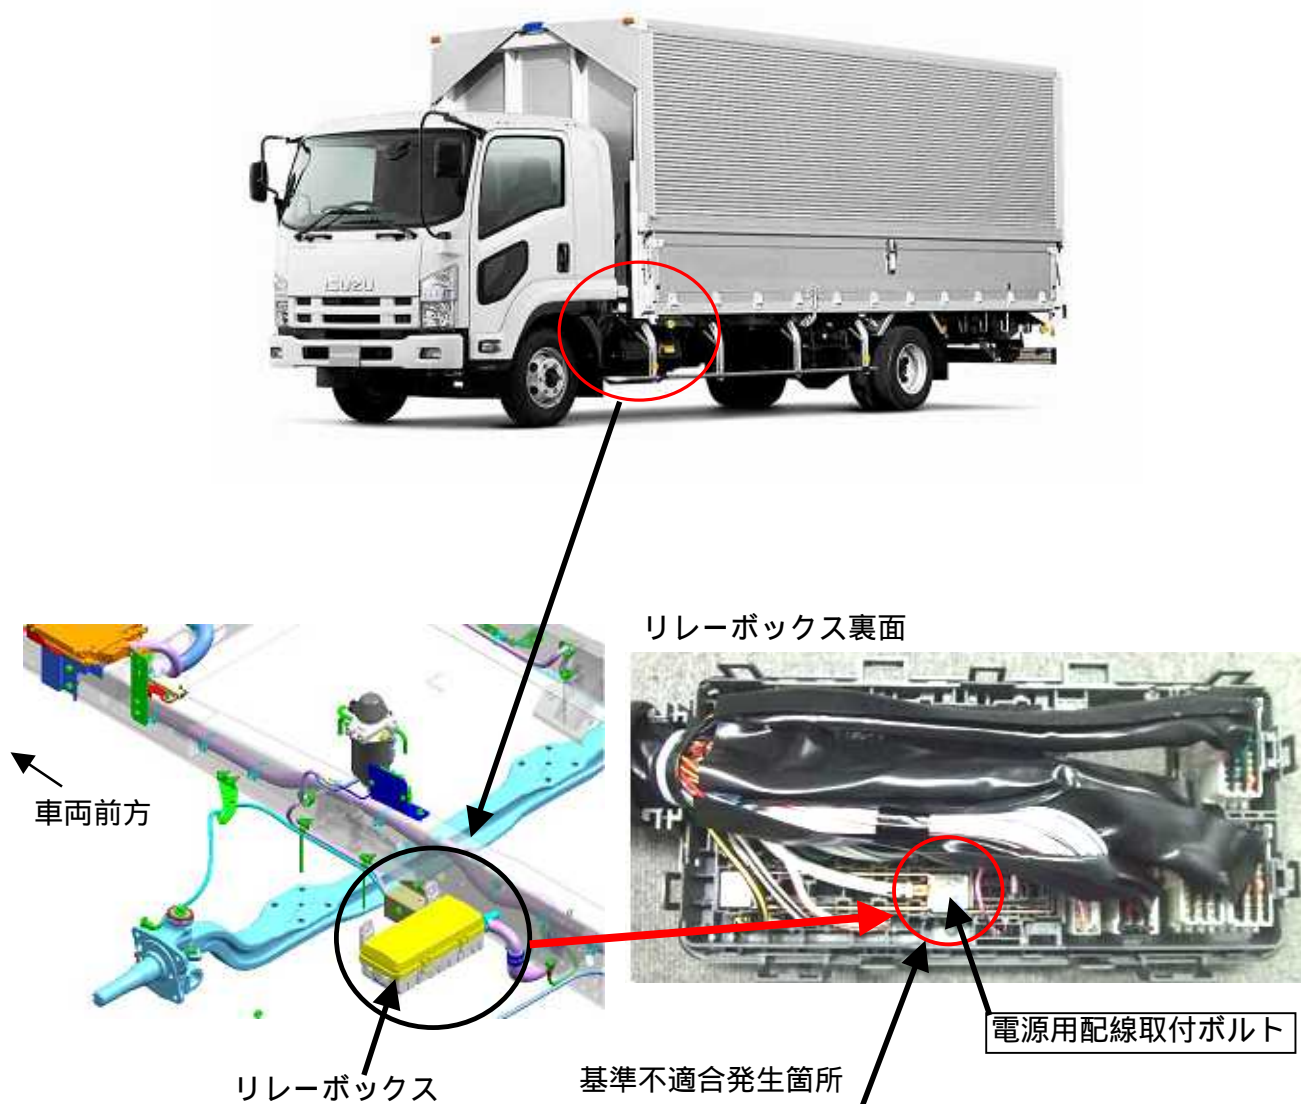 ISUZU
リレーボックス裏面
車両前方
電源用配線取付ボルト
基準不適合発生箇所
リレーボックス